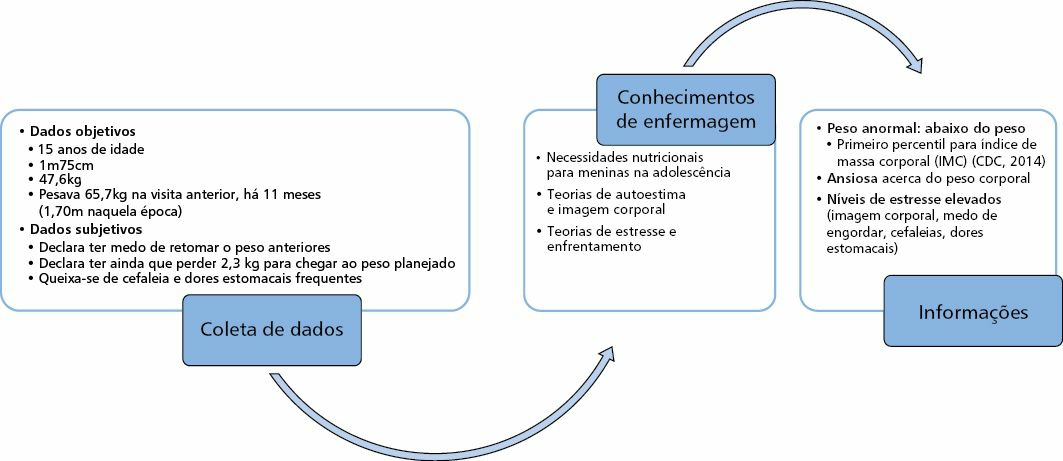 • Dados objetivos
• 15 anos de idade
• 1m75cm
• 47,6kg
• Pesava 65,7kg na visita anterior, há 11 meses
(1,70m naquela época)
• Dados subjetivos
• Declara ter medo de retomar o peso anteriores
• Declara ter ainda que perder 2,3 kg para chegar ao peso planejado
• Queixa-se de cefaleia e dores estomacais frequentes
Coleta de dados
Conhecimentos
de enfermagem
• Necessidades nutricionais
para meninas na adolescência
• Teorias de autoestima
e imagem corporal
• Teorias de estresse e
enfrentamento
• Peso anormal: abaixo do peso
• Primeiro percentil para índice de
massa corporal (IMC) (CDC, 2014)
• Ansiosa acerca do peso corporal
• Níveis de estresse elevados
(imagem corporal, medo de
engordar, cefaleias, dores
estomacais)
Informações